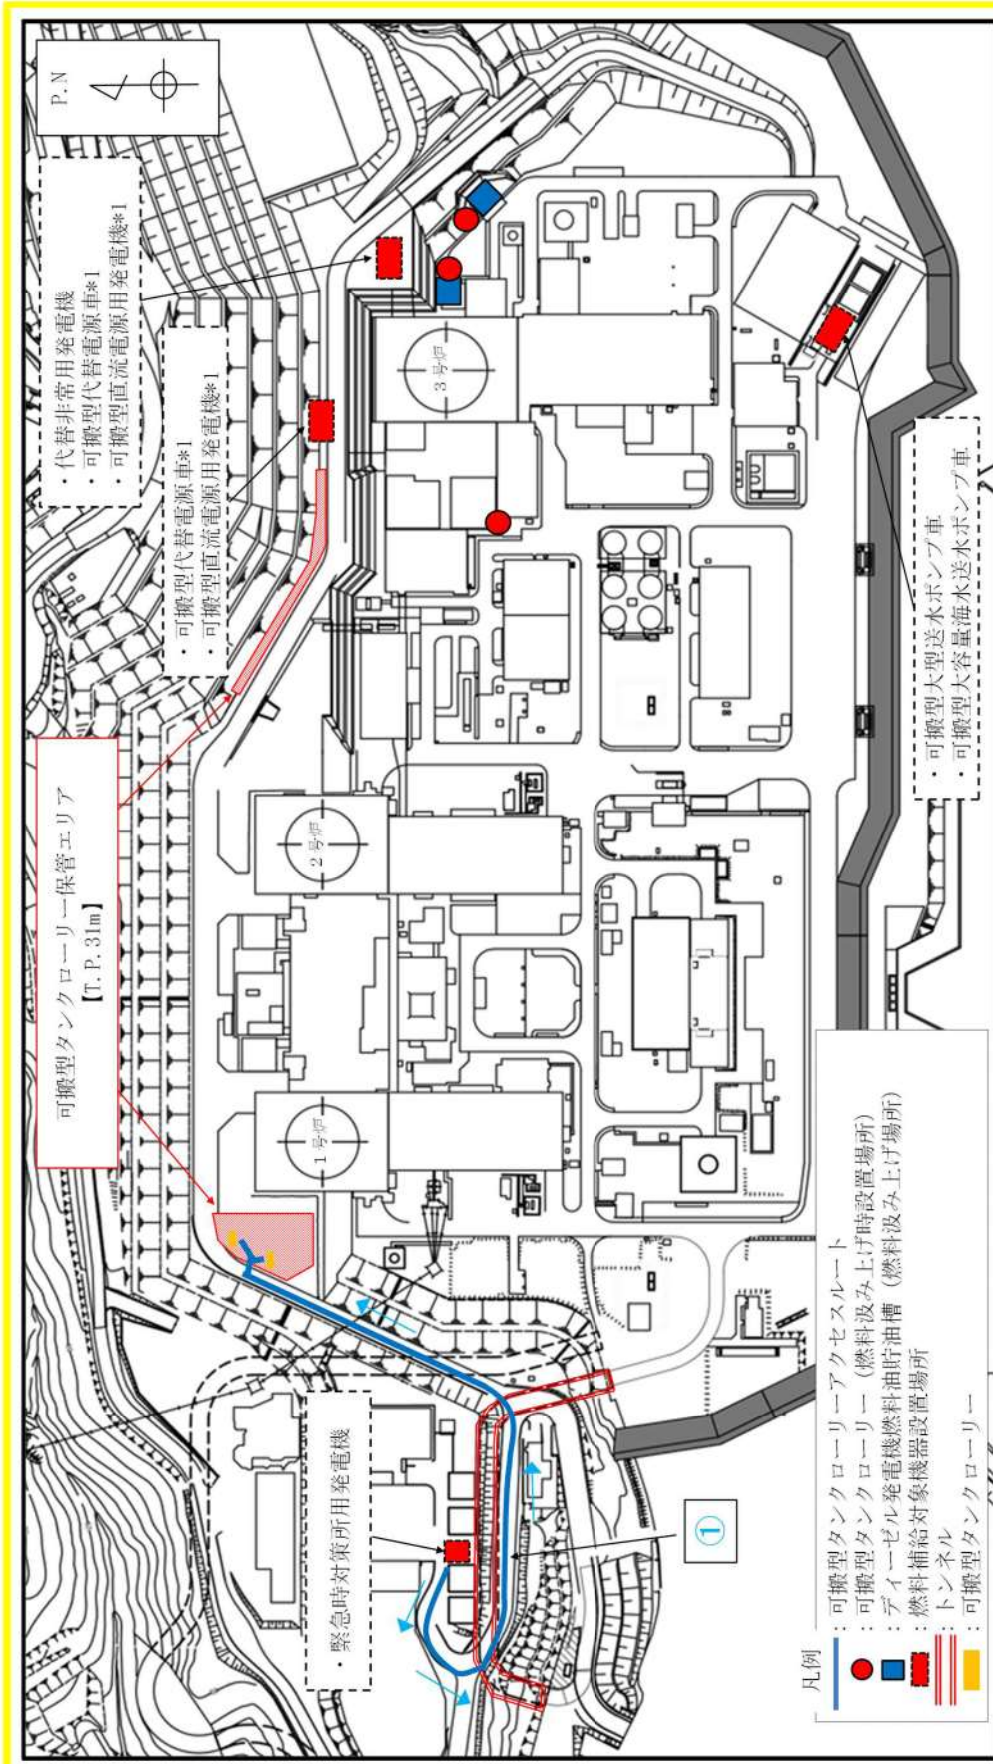 P.N
・代替非常用発電機
・可搬型代替電源車*1
・可搬型直流電源用発電機*1
・可搬型代替電源車*1
・可搬型直流電源用発電機*1
可搬型タンクローリー保管エリア
【T.P.31m】
3号炉
2号炉
1号炉
・緊急時対策所用発電機
①
・可搬型大型送水ポンプ車
・可搬型大容量海水送水ポンプ車
凡例
：可搬型タンクローリーアクセスルート
：可搬型タンクローリー（燃料汲み上げ時設置場所）
：ディーゼル発電機燃料油貯油槽（燃料汲み上げ場所）
：燃料補給対象機器設置場所
：トンネル
：可搬型タンクローリー